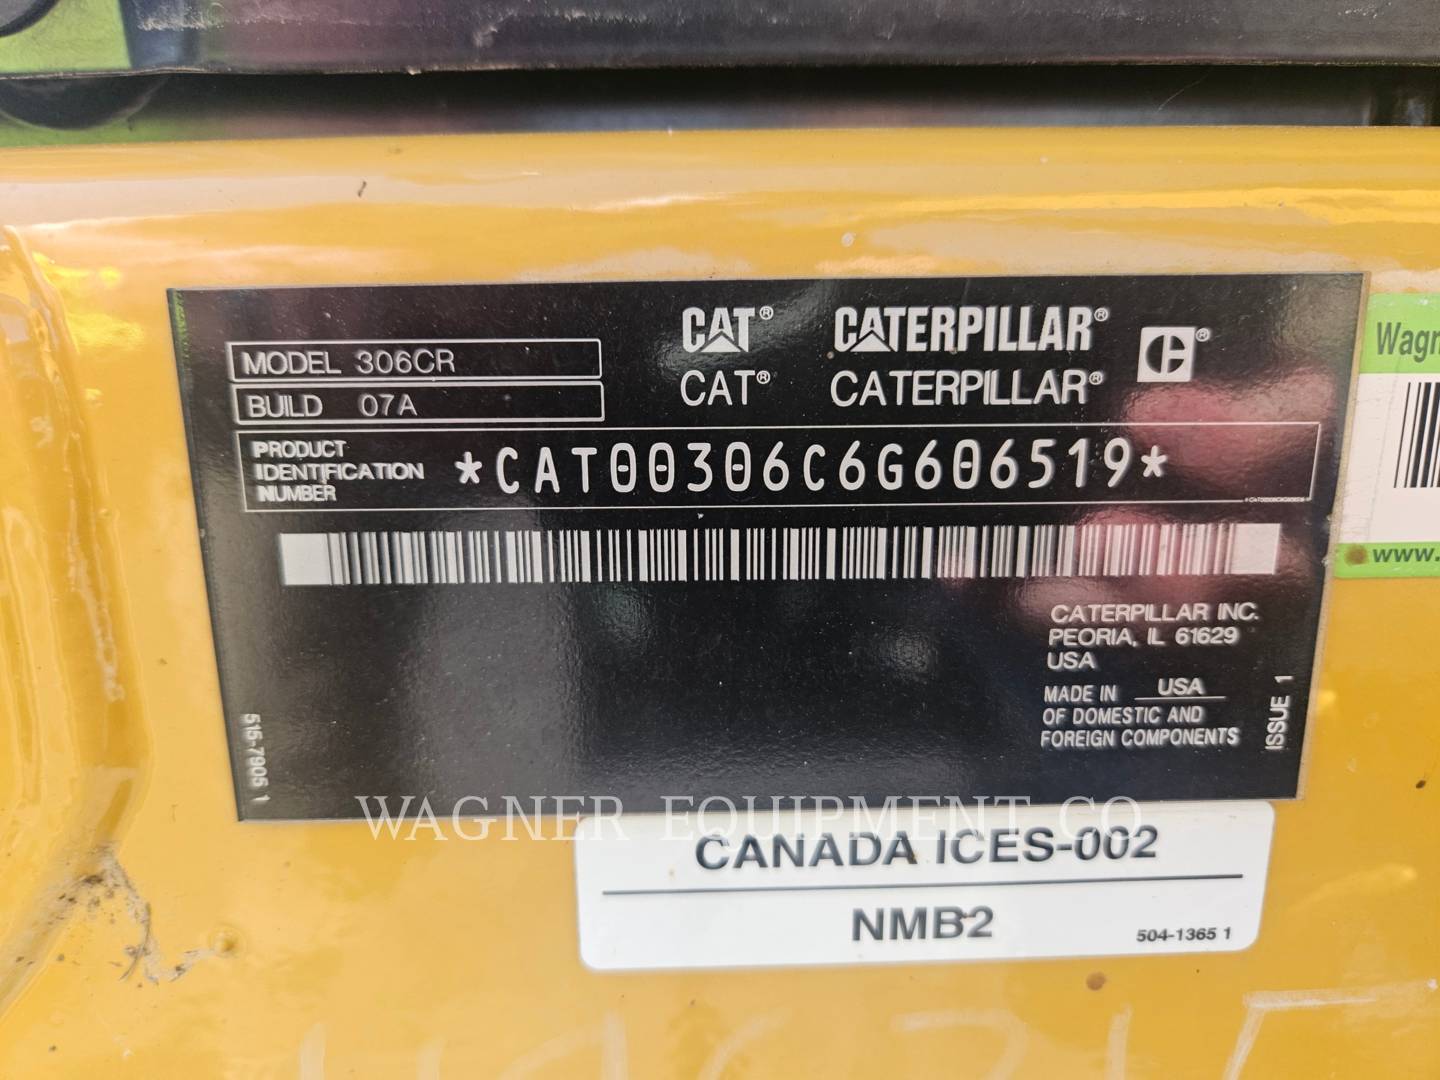 CAT® CATERPILLAR®
CAT® CATERPILLAR®
C ®
MODEL 306CR
BUILD 07A
PRODUCT
IDENTIFICATION
NUMBER
*CAT00306C6G606519*
CATERPILLAR INC.
PEORIA, IL 61629
USA
MADE IN USA
OF DOMESTIC AND
FOREIGN COMPONENTS
ISSUE 1
515-7905 1
WAGNER EQUIPMENT CO
CANADA ICES-002
NMB2
504-1365 1
Wagn
www.